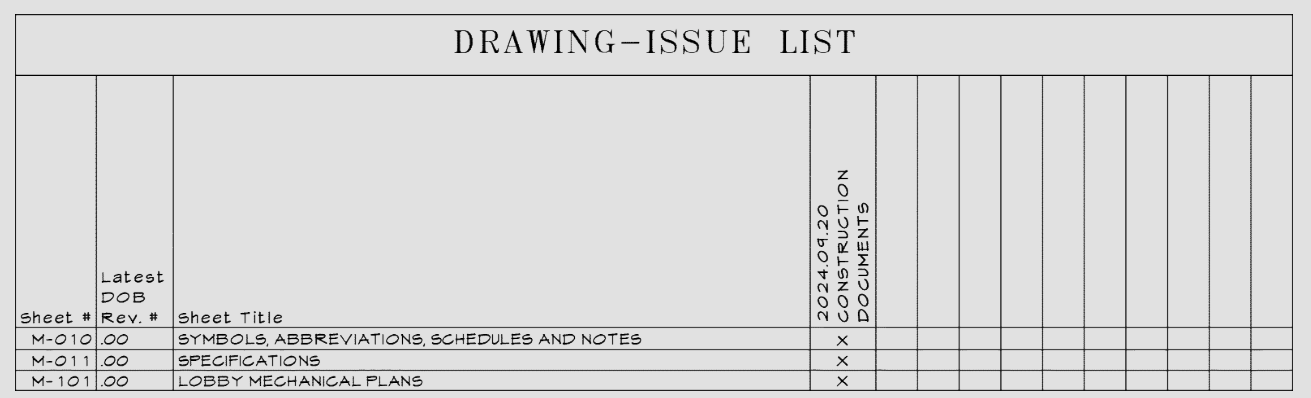 DRAWING-ISSUE LIST
Sheet #
Latest
DOB
Rev. #
Sheet Title
2024.09.20
CONSTRUCTION
DOCUMENTS
M-010 .00 SYMBOLS, ABBREVIATIONS, SCHEDULES AND NOTES X
M-011 .00 SPECIFICATIONS X
M-101 .00 LOBBY MECHANICAL PLANS X